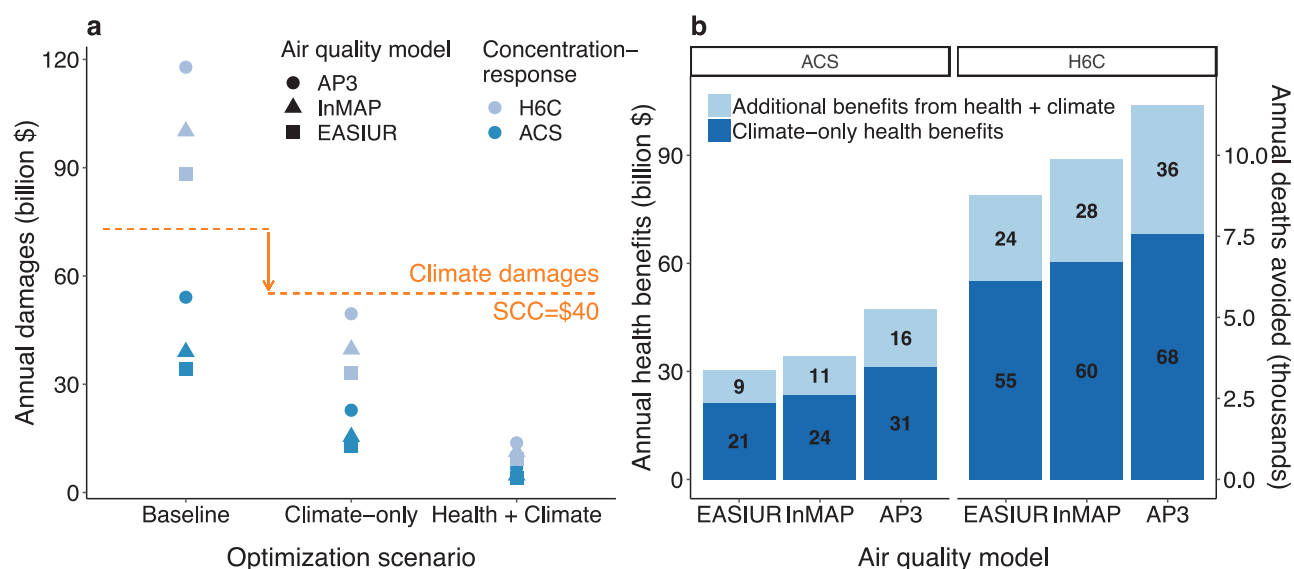 a
Annual damages (billion $)
120
90
60
30
0
Air quality model
AP3
InMAP
EASIUR
Concentration–
response
H6C
ACS
Climate damages
SCC=$40
Baseline
Climate–only
Health + Climate
Optimization scenario
b
ACS
H6C
Additional benefits from health + climate
Climate–only health benefits
Annual health benefits (billion $)
90
60
30
0
9
21
11
24
16
31
24
55
28
60
36
68
10.0
7.5
5.0
2.5
0.0
Annual deaths avoided (thousands)
EASIUR
InMAP
AP3
EASIUR
InMAP
AP3
Air quality model